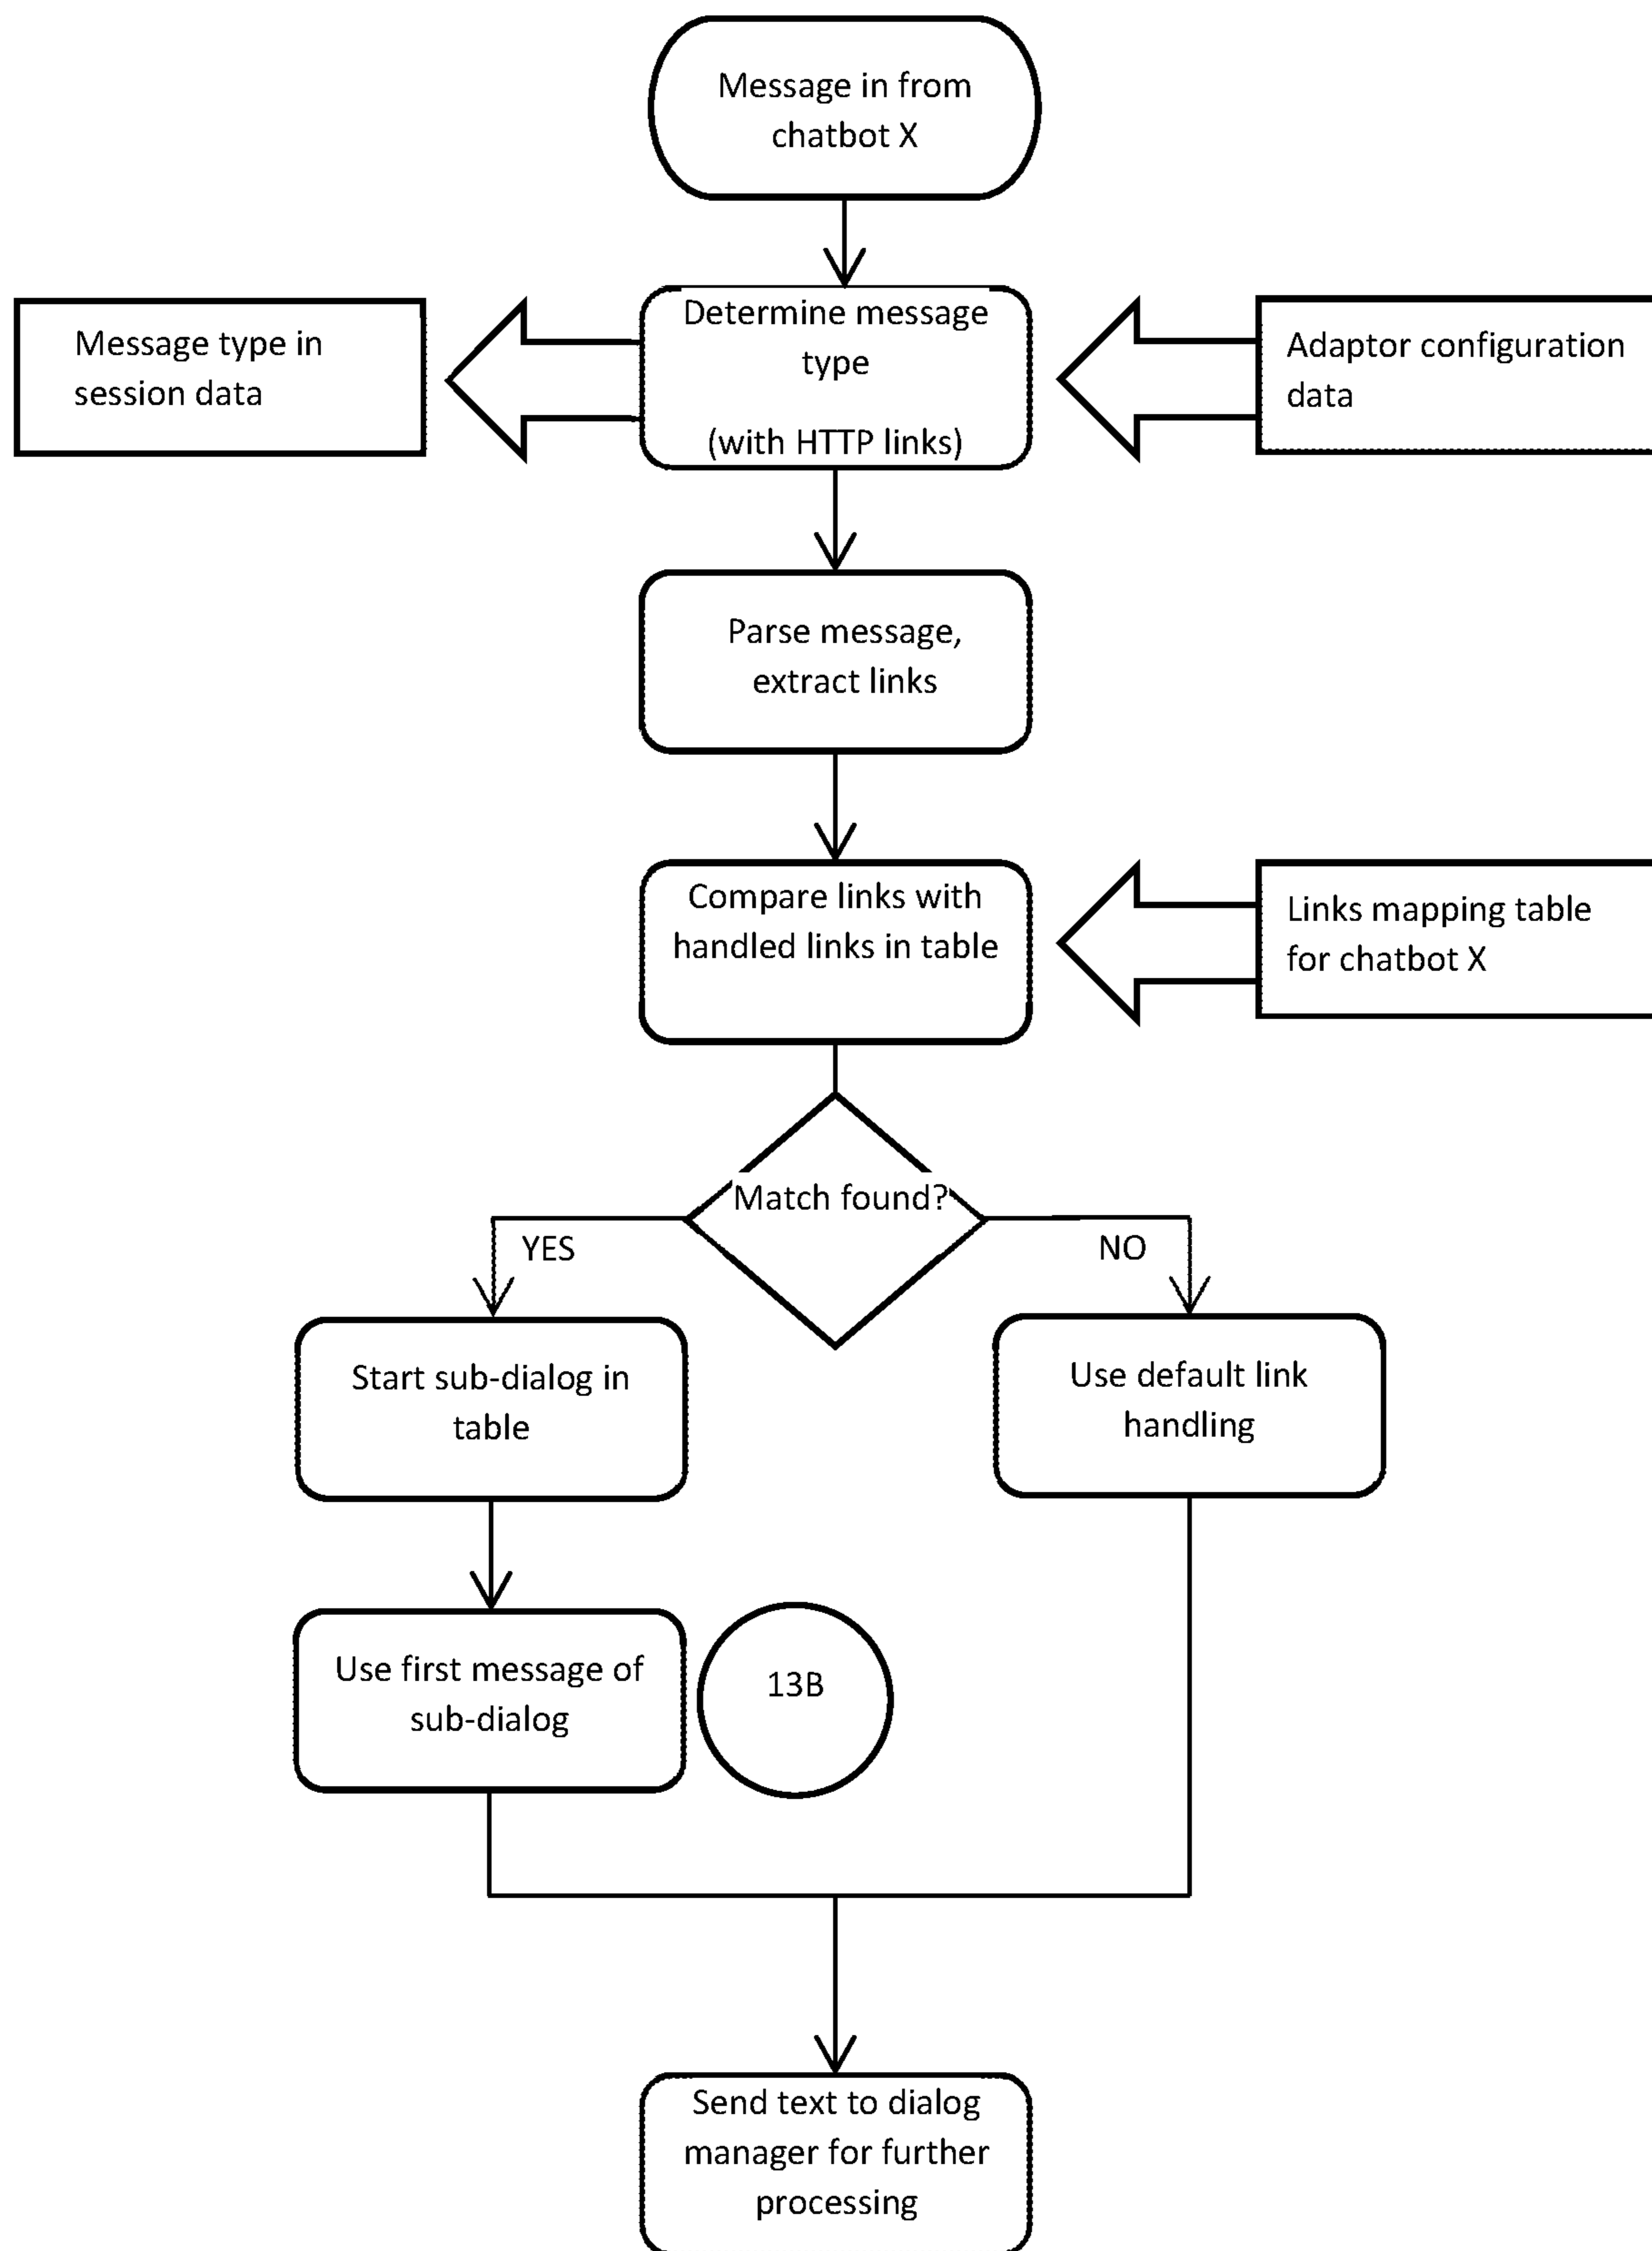 Message in from
chatbot X
Message type in
session data
Determine message
type
(with HTTP links)
Adaptor configuration
data
Parse message,
extract links
Compare links with
handled links in table
Links mapping table
for chatbot X
Match found?
YES
NO
Start sub-dialog in
table
Use default link
handling
Use first message of
sub-dialog
13B
Send text to dialog
manager for further
processing